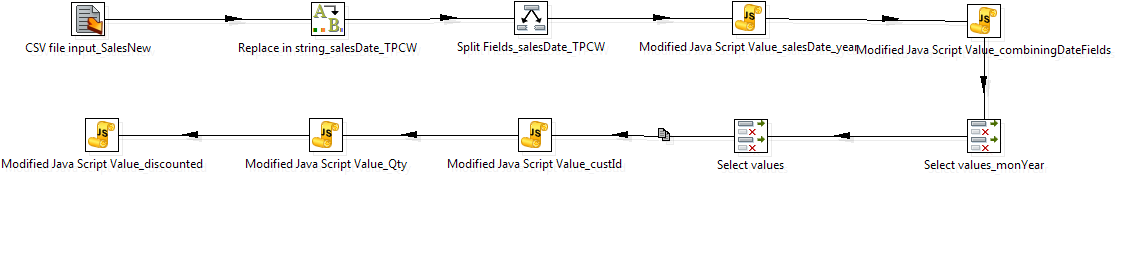 CSV file input_SalesNew
Replace in string_salesDate_TPCW
Split Fields_salesDate_TPCW
Modified Java Script Value_salesDate_year
Modified Java Script Value_combiningDateFields
Modified Java Script Value_discounted
Modified Java Script Value_Qty
Modified Java Script Value_custId
Select values
Select values_monYear